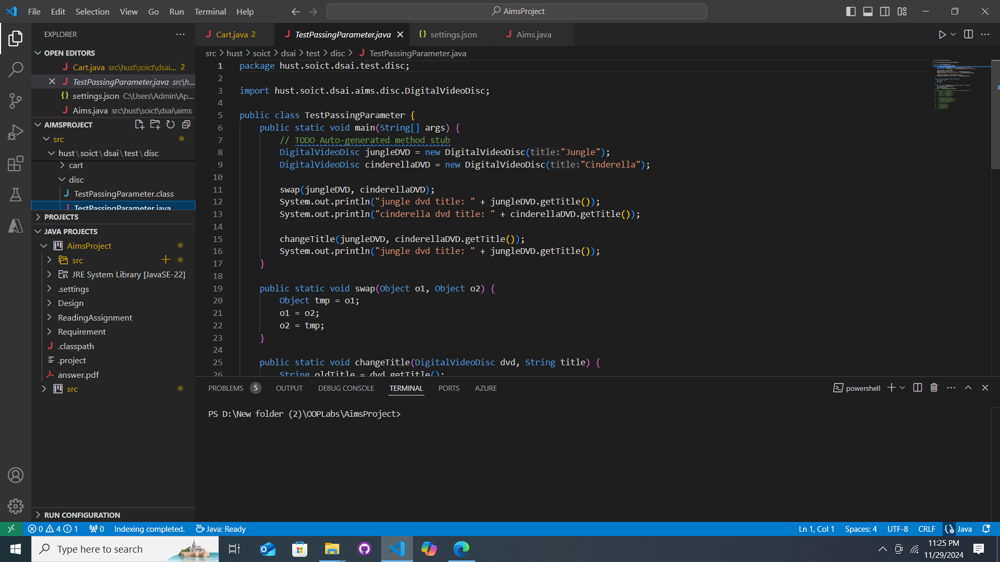 File Edit Selection View Go Run Terminal Help
AimsProject
EXPLORER
OPEN EDITORS
Cart.java src\hust\soict\dsai... 2
TestPassingParameter.java src\h...
settings.json C:\Users\Admin\Ap...
Aims.java src\hust\soict\dsai\aims
AIMSPROJECT
src
hust\soict\dsai\test\disc
cart
disc
TestPassingParameter.class
TestPassingParameter.java
PROJECTS
JAVA PROJECTS
AimsProject
src
JRE System Library [JavaSE-22]
.settings
Design
ReadingAssignment
Requirement
.classpath
.project
answer.pdf
src
RUN CONFIGURATION
Cart.java 2 TestPassingParameter.java settings.json Aims.java
src > hust > soict > dsai > test > disc > TestPassingParameter.java
1 package hust.soict.dsai.test.disc;
2
3 import hust.soict.dsai.aims.disc.DigitalVideoDisc;
4
5 public class TestPassingParameter {
6 public static void main(String[] args) {
7 // TODO Auto-generated method stub
8 DigitalVideoDisc jungleDVD = new DigitalVideoDisc(title:"Jungle");
9 DigitalVideoDisc cinderellaDVD = new DigitalVideoDisc(title:"Cinderella");
10
11 swap(jungleDVD, cinderellaDVD);
12 System.out.println("jungle dvd title: " + jungleDVD.getTitle());
13 System.out.println("cinderella dvd title: " + cinderellaDVD.getTitle());
14
15 changeTitle(jungleDVD, cinderellaDVD.getTitle());
16 System.out.println("jungle dvd title: " + jungleDVD.getTitle());
17 }
18
19 public static void swap(Object o1, Object o2) {
20 Object tmp = o1;
21 o1 = o2;
22 o2 = tmp;
23 }
24
25 public static void changeTitle(DigitalVideoDisc dvd, String title) {
26 String oldTitle = dvd.getTitle();
PROBLEMS 5 OUTPUT DEBUG CONSOLE TERMINAL PORTS AZURE
powershell
PS D:\New folder (2)\OOPLabs\AimsProject>
0 4 1 0 Indexing completed. Java: Ready
Ln 1, Col 1 Spaces: 4 UTF-8 CRLF Java
Type here to search
11:25 PM
11/29/2024